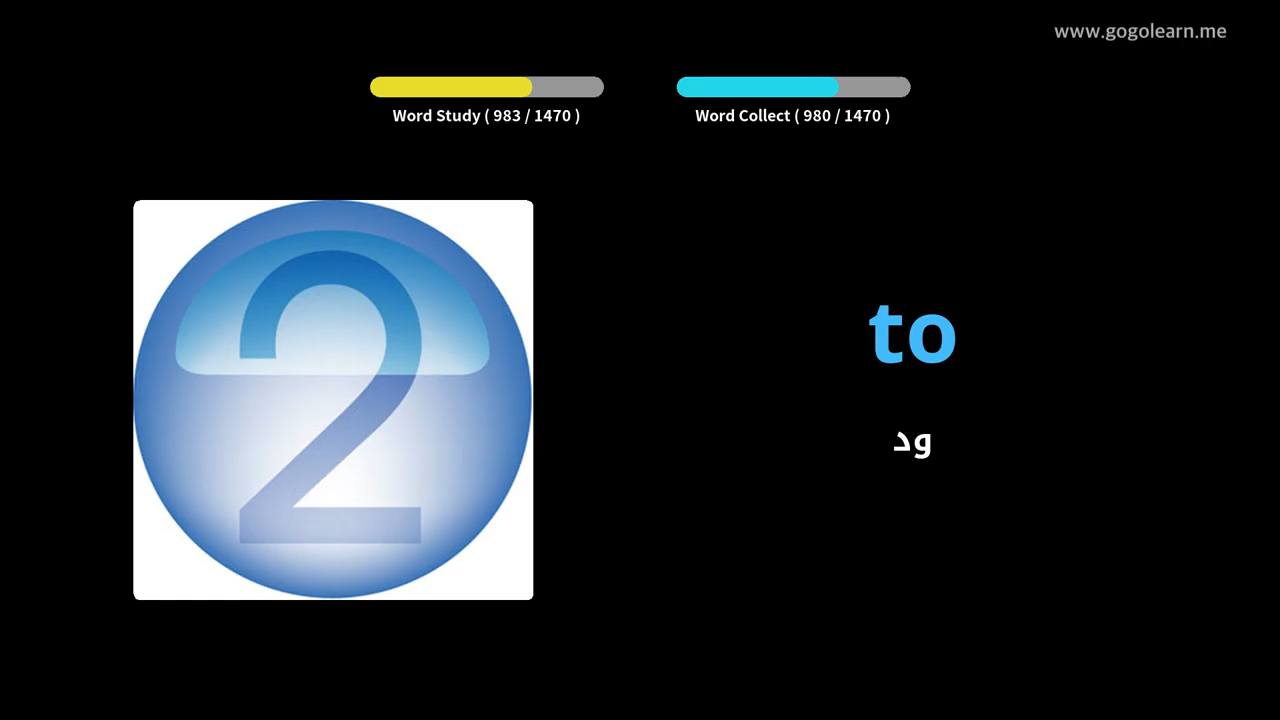 www.gogolearn.me
Word Study ( 983 / 1470 )
Word Collect ( 980 / 1470 )
2
to
ود